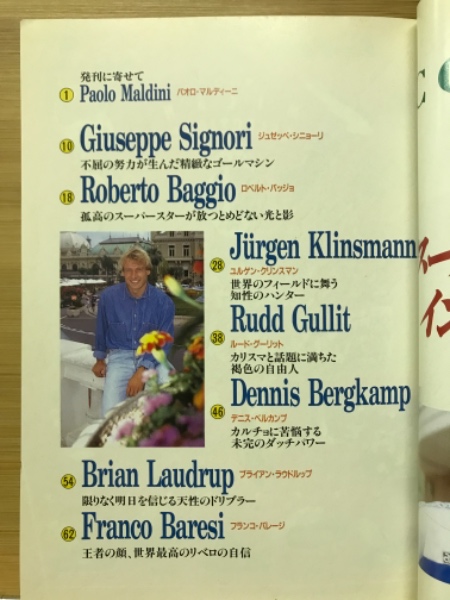 発刊に寄せて
1 Paolo Maldini パオロ・マルディーニ
10 Giuseppe Signori ジュゼッペ・シニョーリ
不屈の努力が生んだ精緻なゴールマシン
18 Roberto Baggio ロベルト・バッジョ
孤高のスーパースターが放つとめどない光と影
28 Jürgen Klinsmann
ユルゲン・クリンスマン
世界のフィールドに舞う
知性のハンター
38 Rudd Gullit
ルード・グーリット
カリスマと話題に満ちた
褐色の自由人
46 Dennis Bergkamp
デニス・ベルカンプ
カルチョに苦悩する
未完のダッチパワー
54 Brian Laudrup ブライアン・ラウドルップ
限りなく明日を信じる天性のドリブラー
62 Franco Baresi フランコ・バレージ
王者の顔、世界最高のリベロの自信
C
スー
イン